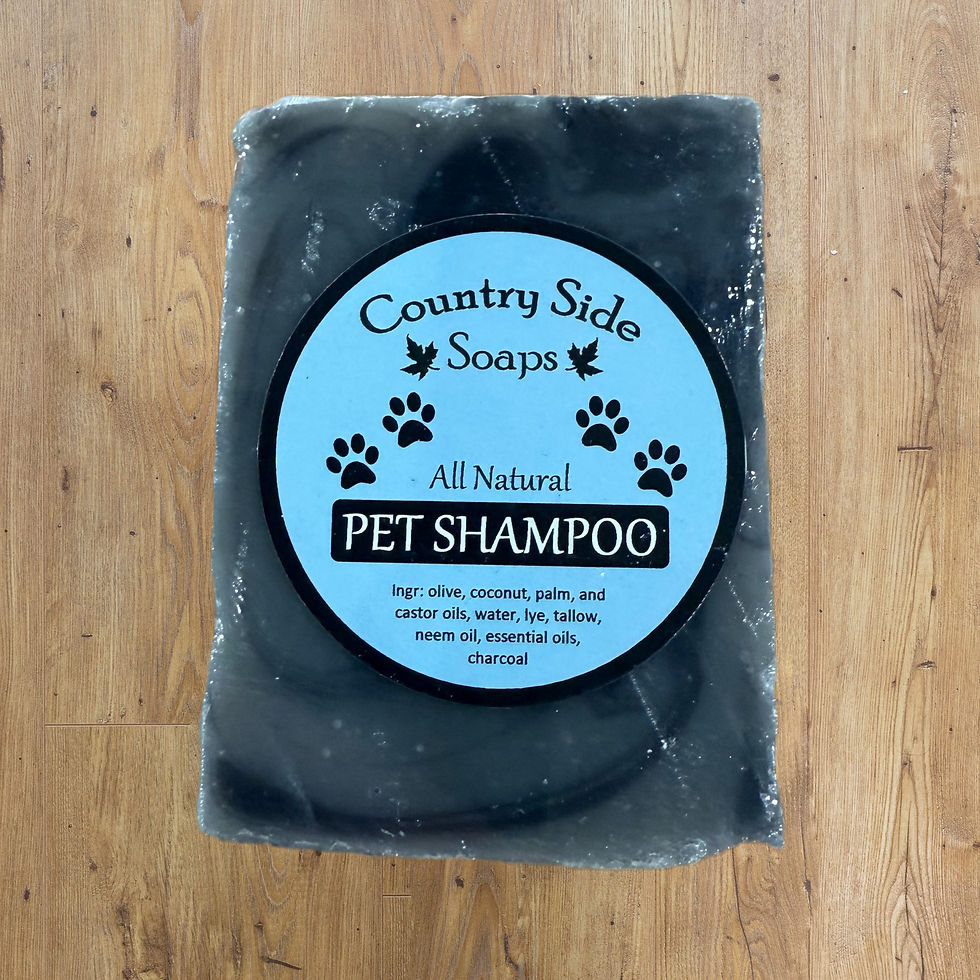 Country Side
Soaps
All Natural
PET SHAMPOO
Ingr: olive, coconut, palm, and
castor oils, water, lye, tallow,
neem oil, essential oils,
charcoal